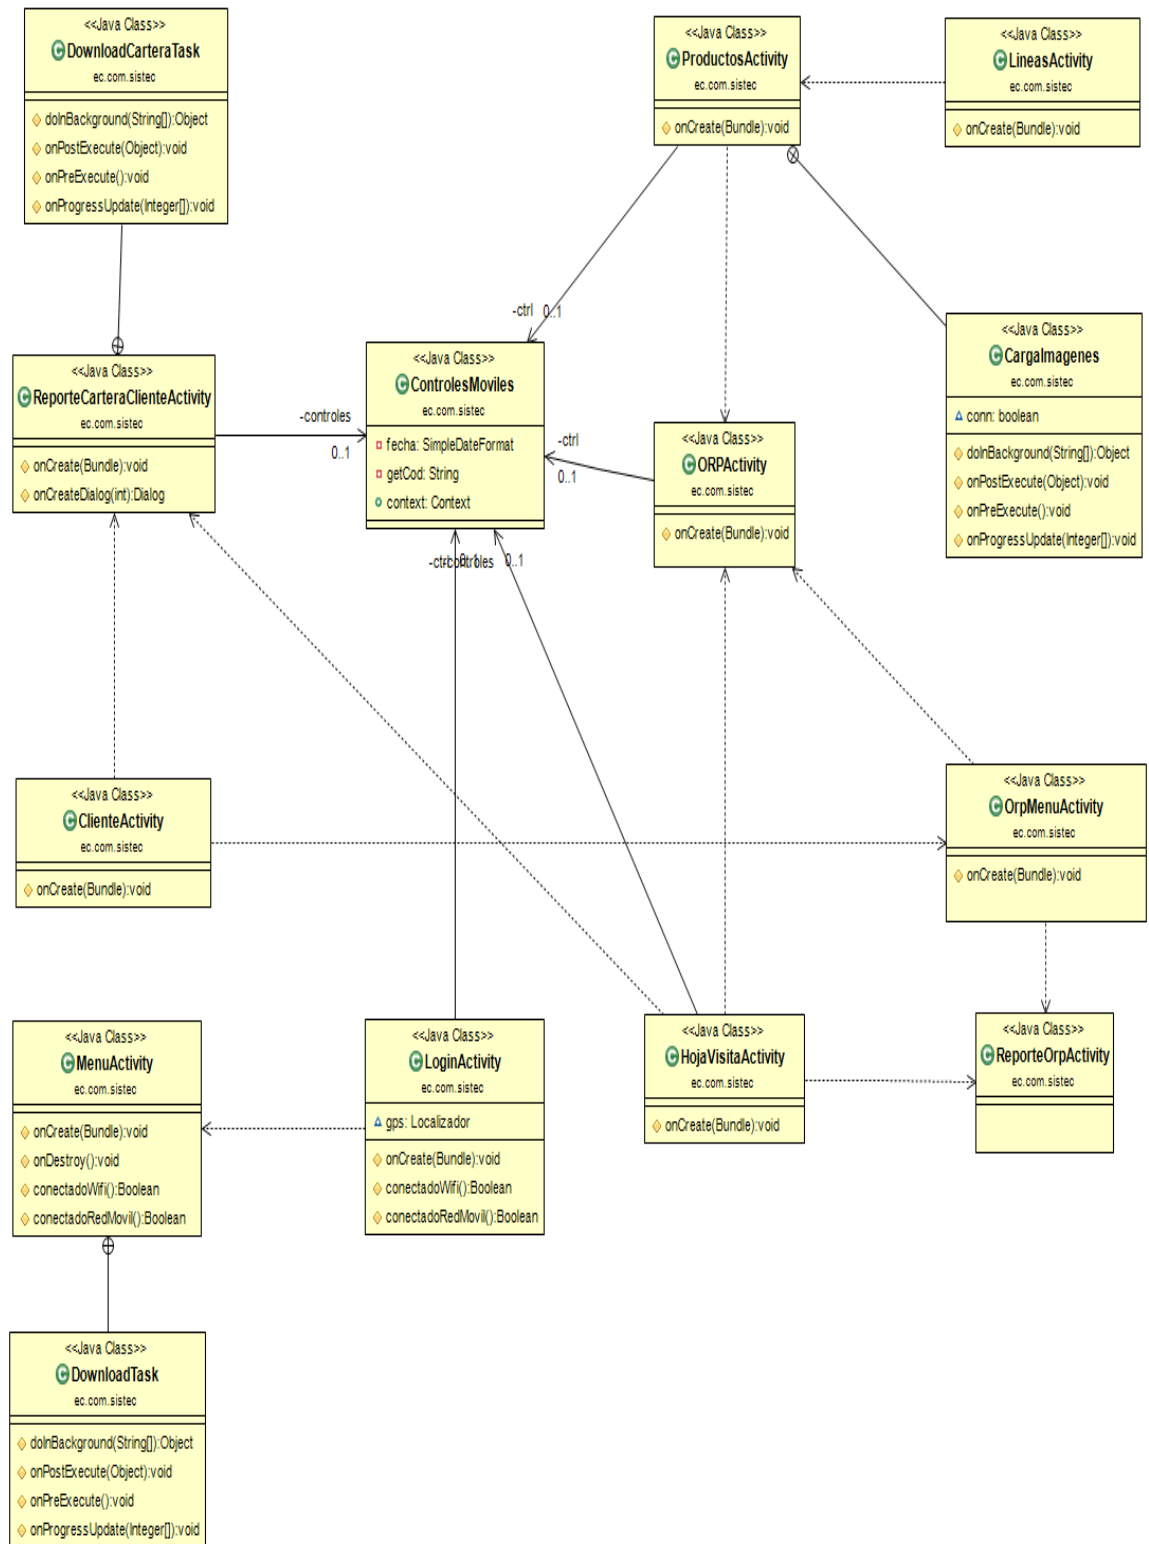 <<Java Class>>
DownloadCarteraTask
ec.com.sistec
doInBackground(String[]):Object
onPostExecute(Object):void
onPreExecute():void
onProgressUpdate(Integer[]):void
<<Java Class>>
ProductosActivity
ec.com.sistec
onCreate(Bundle):void
<<Java Class>>
LineasActivity
ec.com.sistec
onCreate(Bundle):void
-ctrl 0..1
<<Java Class>>
ReporteCarteraClienteActivity
ec.com.sistec
onCreate(Bundle):void
onCreateDialog(int):Dialog
-controles
0..1
<<Java Class>>
ControlesMoviles
ec.com.sistec
fecha: SimpleDateFormat
getCod: String
context: Context
-ctrl
0..1
<<Java Class>>
ORPActivity
ec.com.sistec
onCreate(Bundle):void
<<Java Class>>
CargaImagenes
ec.com.sistec
conn: boolean
doInBackground(String[]):Object
onPostExecute(Object):void
onPreExecute():void
onProgressUpdate(Integer[]):void
0..1
<<Java Class>>
ClienteActivity
ec.com.sistec
onCreate(Bundle):void
<<Java Class>>
OrpMenuActivity
ec.com.sistec
onCreate(Bundle):void
<<Java Class>>
MenuActivity
ec.com.sistec
onCreate(Bundle):void
onDestroy():void
conectadoWifi():Boolean
conectadoRedMovil():Boolean
<<Java Class>>
LoginActivity
ec.com.sistec
gps: Localizador
onCreate(Bundle):void
conectadoWifi():Boolean
conectadoRedMovil():Boolean
<<Java Class>>
HojaVisitaActivity
ec.com.sistec
onCreate(Bundle):void
<<Java Class>>
ReporteOrpActivity
ec.com.sistec
<<Java Class>>
DownloadTask
ec.com.sistec
doInBackground(String[]):Object
onPostExecute(Object):void
onPreExecute():void
onProgressUpdate(Integer[]):void